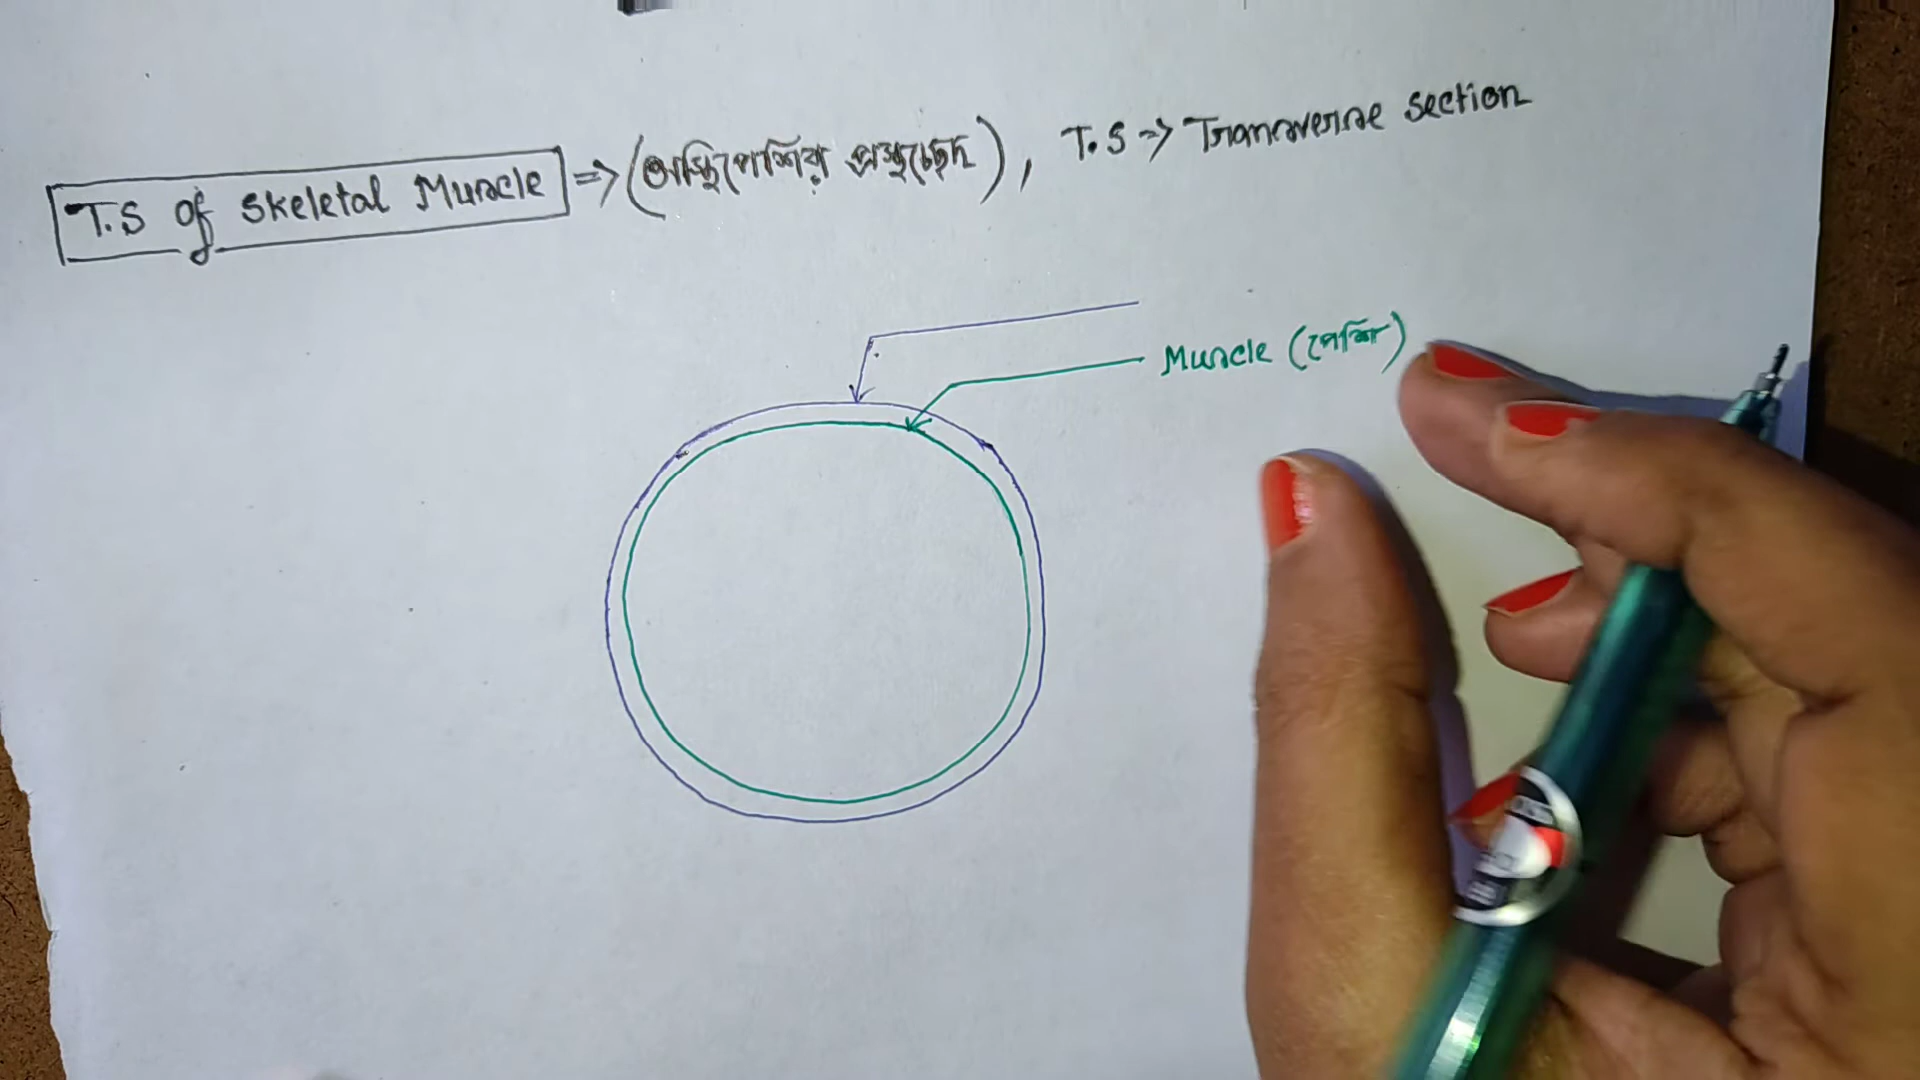 T.S of Skeletal Muscle => (অস্থিপেশির প্রস্থচ্ছেদ), T.S => Transverse section
Muscle (পেশি)